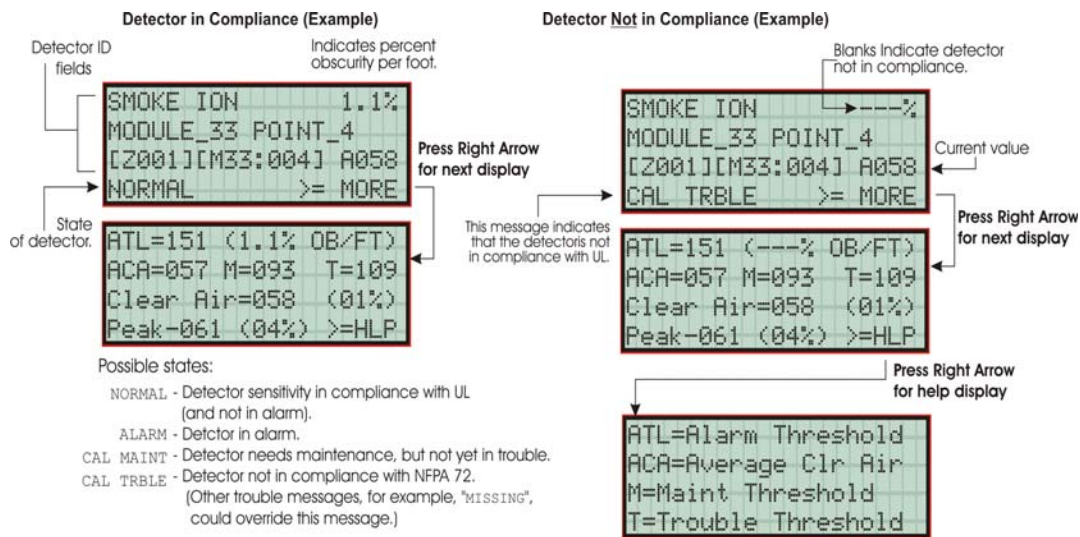 Detector in Compliance (Example)
Detector ID
fields
Indicates percent
obscurity per foot.
SMOKE ION 1.1%
MODULE_33 POINT_4
[Z001][M33:004] A058
NORMAL >= MORE
Press Right Arrow
for next display
State
of detector.
ATL=151 (1.1% OB/FT)
ACA=057 M=093 T=109
Clear Air=058 (01%)
Peak-061 (04%) >=HLP
Possible states:
NORMAL - Detector sensitivity in compliance with UL
(and not in alarm).
ALARM - Detctor in alarm.
CAL MAINT - Detector needs maintenance, but not yet in trouble.
CAL TRBLE - Detector not in compliance with NFPA 72.
(Other trouble messages, for example, "MISSING",
could override this message.)
Detector Not in Compliance (Example)
Blanks Indicate detector
not in compliance.
SMOKE ION ---%
MODULE_33 POINT_4
[Z001][M33:004] A058
CAL TRBLE >= MORE
Current value
This message indicates
that the detectoris not
in compliance with UL.
Press Right Arrow
for next display
ATL=151 (---% OB/FT)
ACA=057 M=093 T=109
Clear Air=058 (01%)
Peak-061 (04%) >=HLP
Press Right Arrow
for help display
ATL=Alarm Threshold
ACA=Average Clr Air
M=Maint Threshold
T=Trouble Threshold